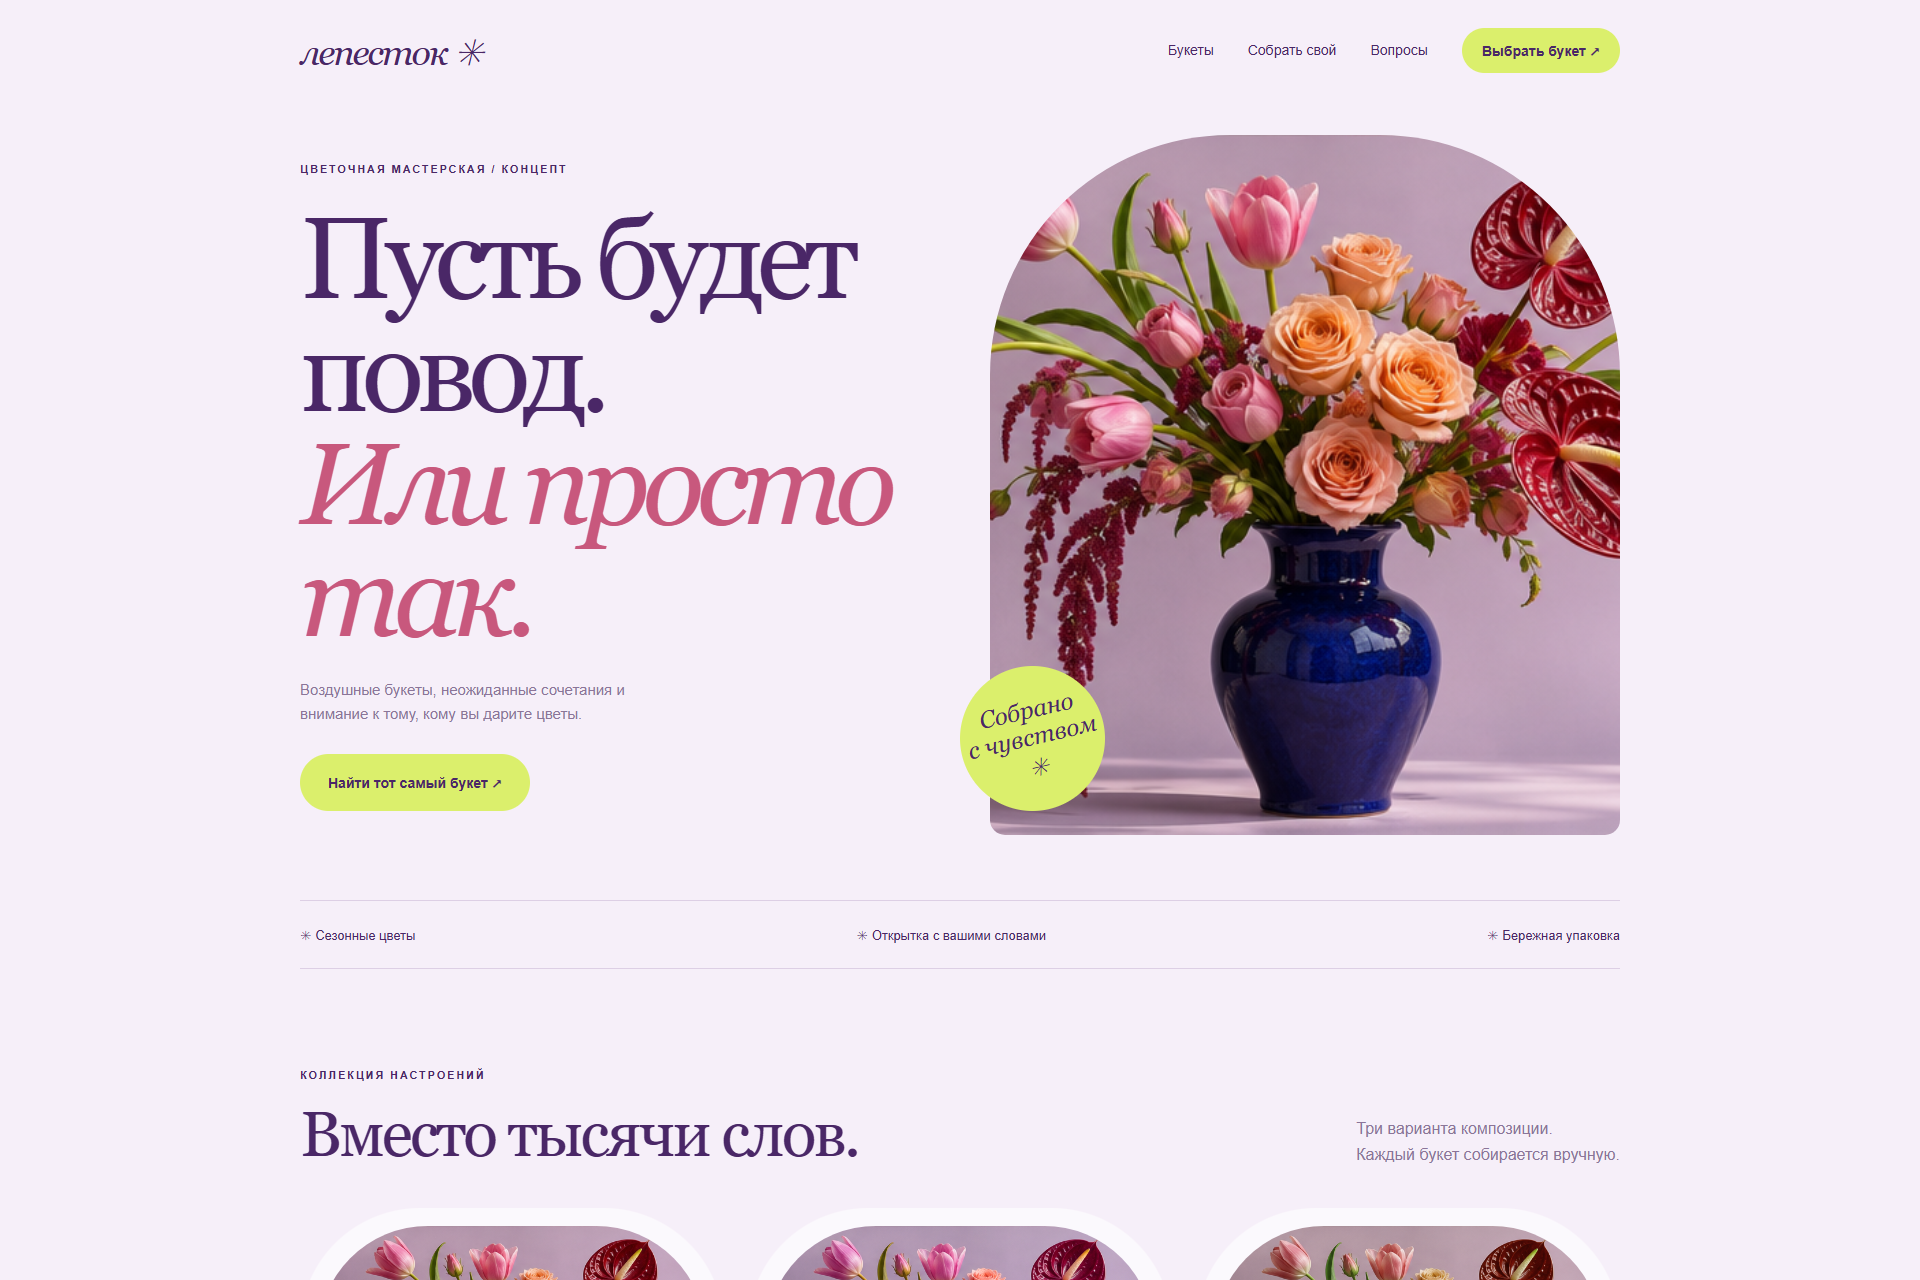 лепесток ✳
Букеты
Собрать свой
Вопросы
Выбрать букет ↗
ЦВЕТОЧНАЯ МАСТЕРСКАЯ / КОНЦЕПТ
Пусть будет
повод.
Или просто
так.
Воздушные букеты, неожиданные сочетания и
внимание к тому, кому вы дарите цветы.
Найти тот самый букет ↗
Собрано
с чувством
✳
✳ Сезонные цветы
✳ Открытка с вашими словами
✳ Бережная упаковка
КОЛЛЕКЦИЯ НАСТРОЕНИЙ
Вместо тысячи слов.
Три варианта композиции.
Каждый букет собирается вручную.